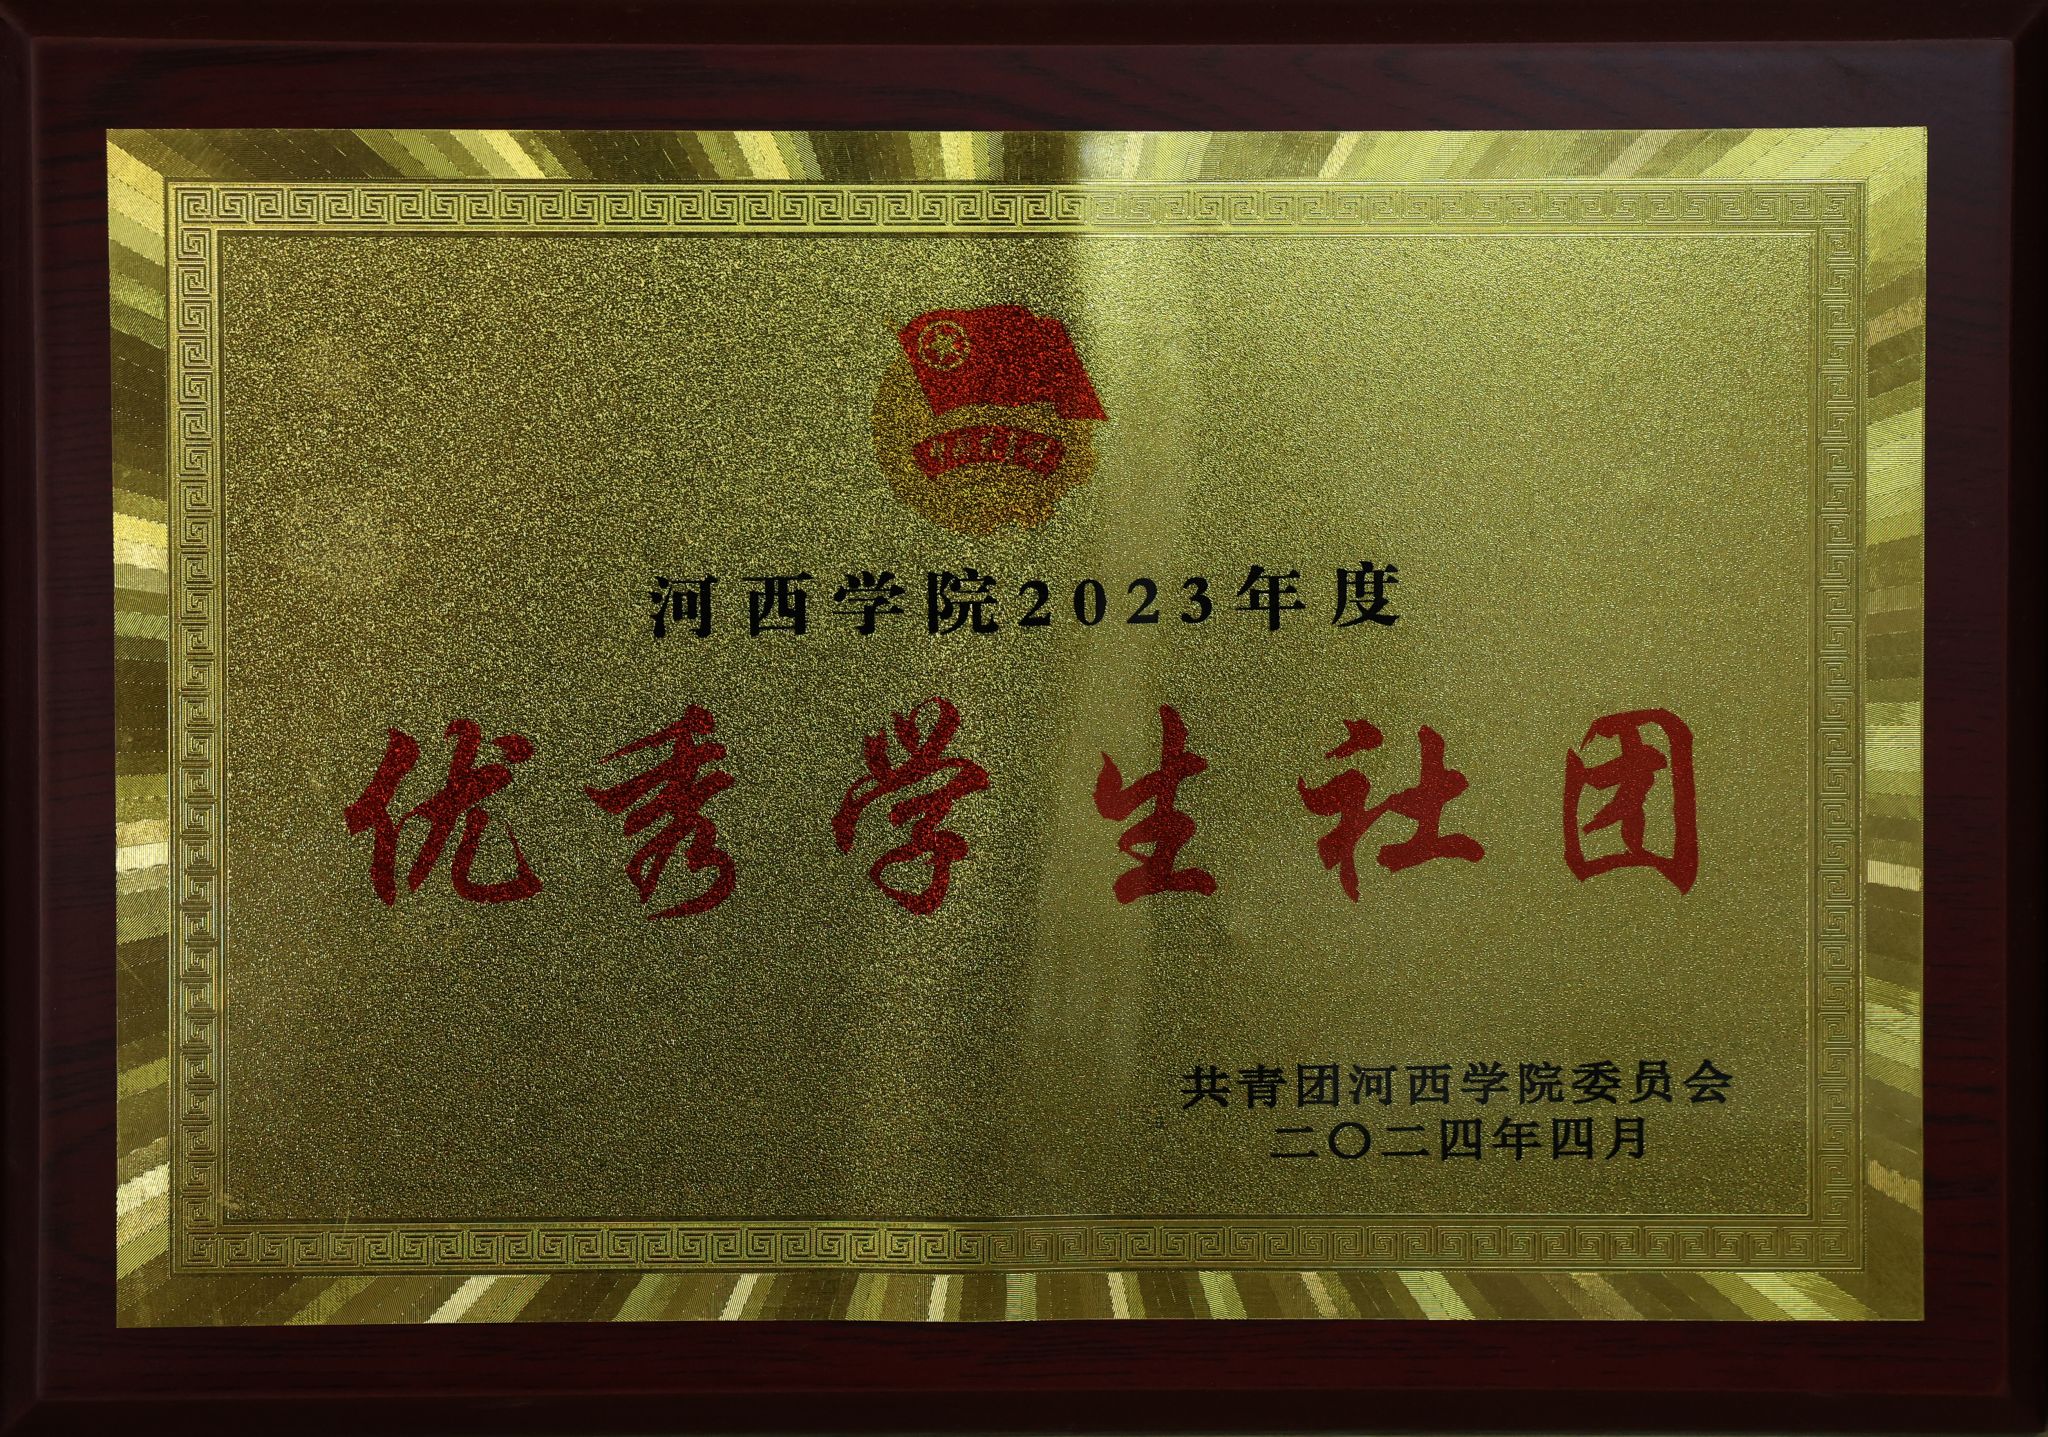 河西学院2023年度
优秀学生社团
共青团河西学院委员会
二〇二四年四月